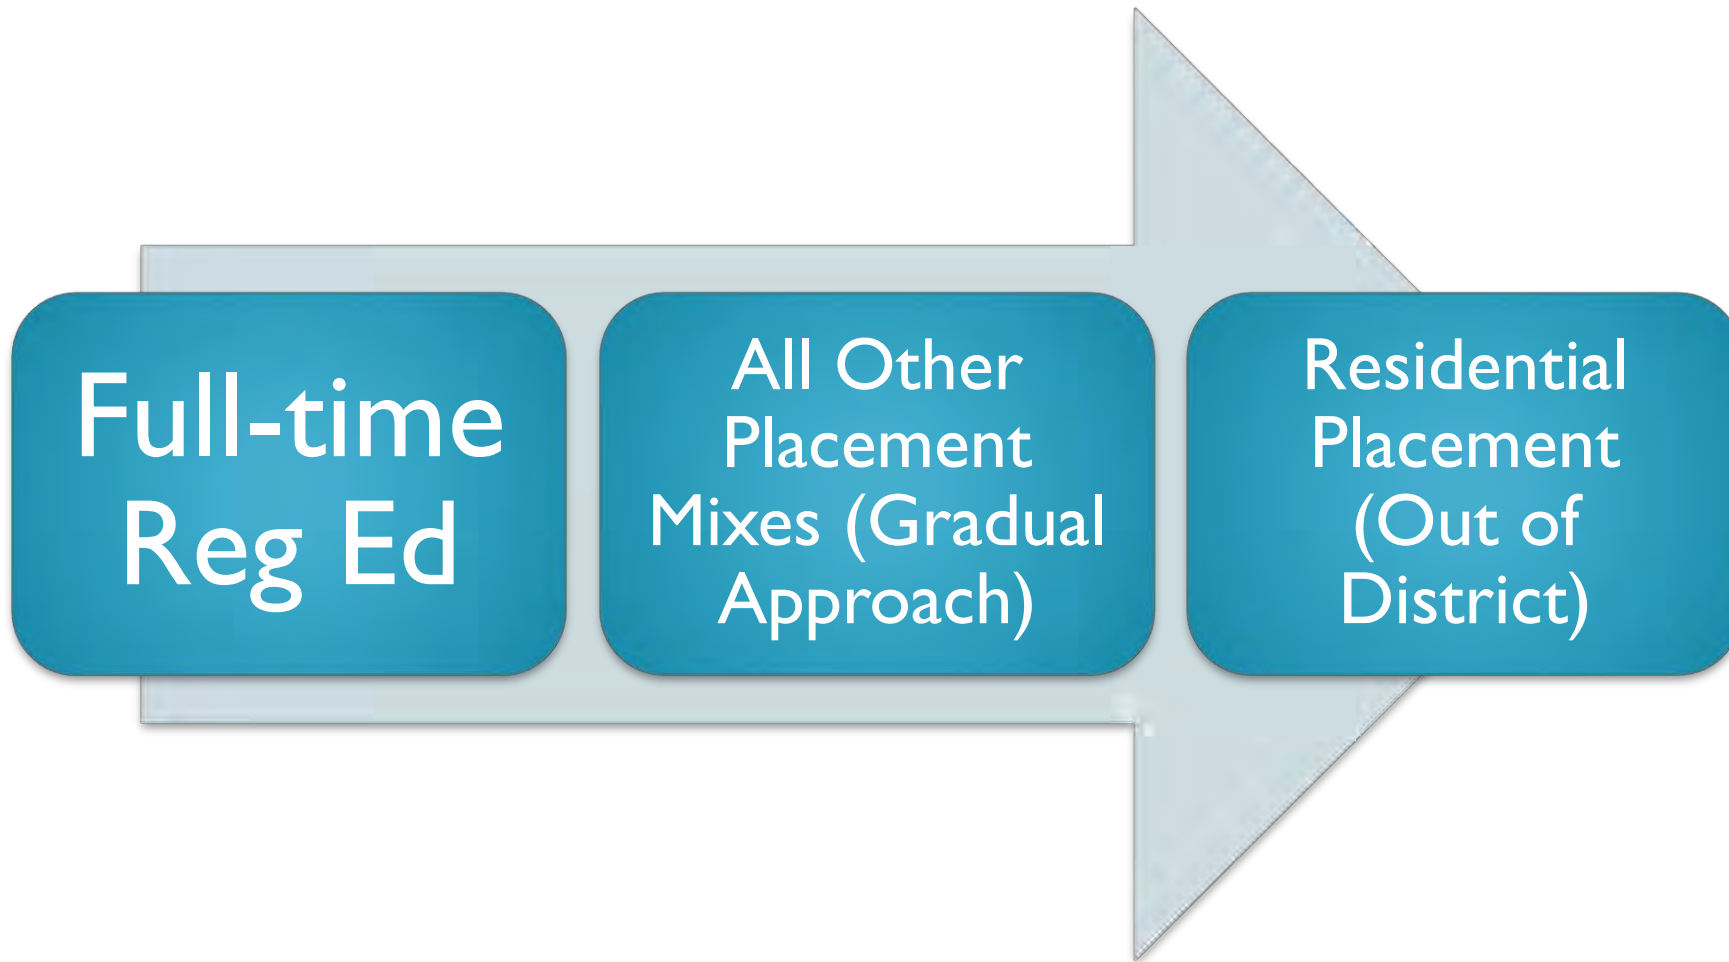 Full-time
Reg Ed
All Other
Placement
Mixes (Gradual
Approach)
Residential
Placement
(Out of
District)